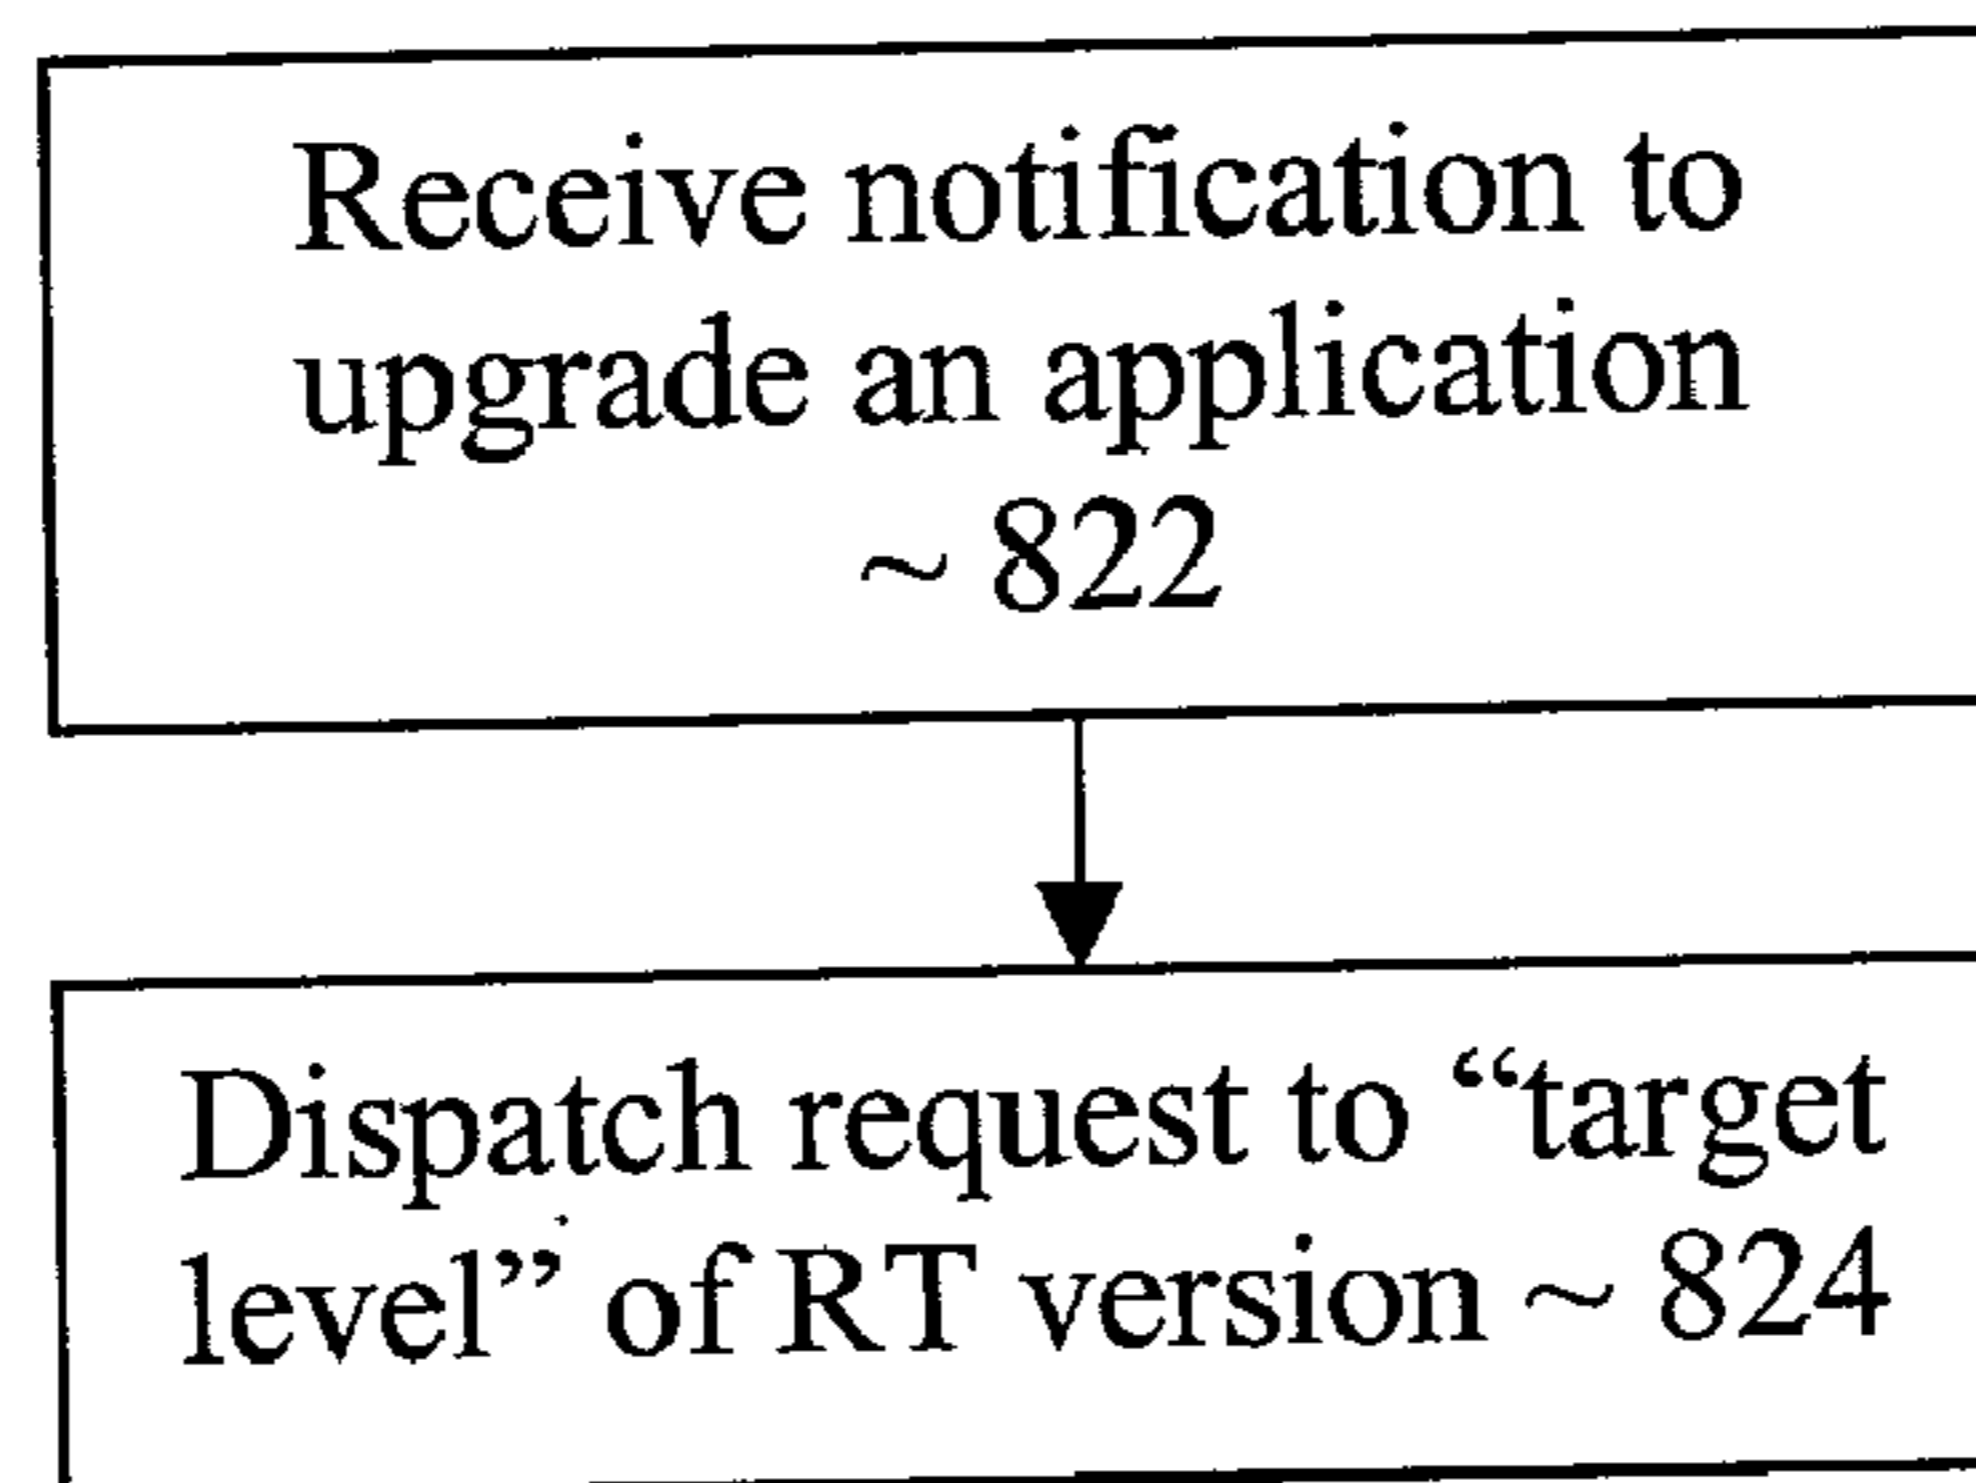 Receive notification to
upgrade an application
~ 822
Dispatch request to “target
level” of RT version ~ 824